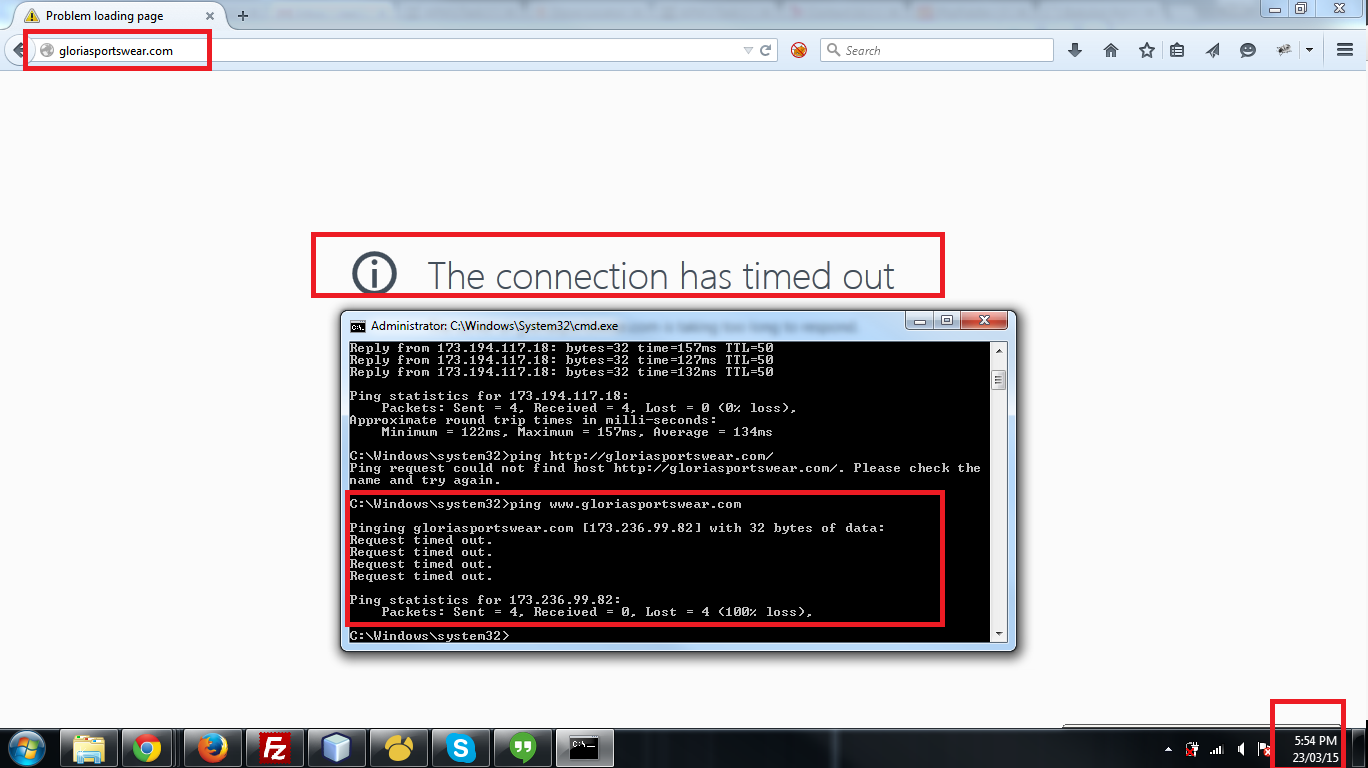 Problem loading page
gloriasportswear.com
Search
The connection has timed out
Administrator: C:\Windows\System32\cmd.exe
is taking too long to respond.
Reply from 173.194.117.18: bytes=32 time=157ms TTL=50
Reply from 173.194.117.18: bytes=32 time=127ms TTL=50
Reply from 173.194.117.18: bytes=32 time=132ms TTL=50
Ping statistics for 173.194.117.18:
Packets: Sent = 4, Received = 4, Lost = 0 (0% loss),
Approximate round trip times in milli-seconds:
Minimum = 122ms, Maximum = 157ms, Average = 134ms
C:\Windows\system32>ping http://gloriasportswear.com/
Ping request could not find host http://gloriasportswear.com/. Please check the
name and try again.
C:\Windows\system32>ping www.gloriasportswear.com
Pinging gloriasportswear.com [173.236.99.82] with 32 bytes of data:
Request timed out.
Request timed out.
Request timed out.
Request timed out.
Ping statistics for 173.236.99.82:
Packets: Sent = 4, Received = 0, Lost = 4 (100% loss),
C:\Windows\system32>
5:54 PM
23/03/15